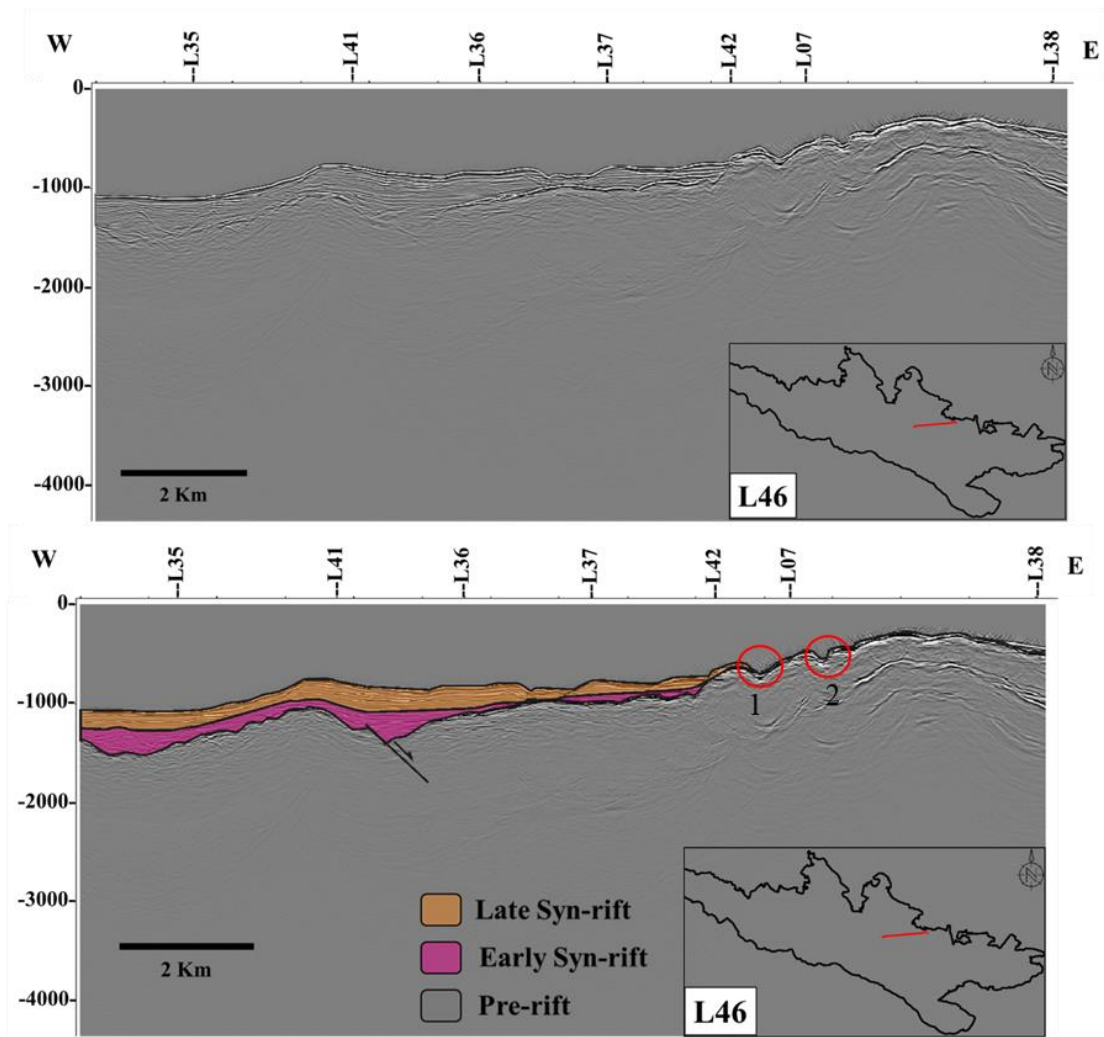 W E
--L35 --L41 --L36 --L37 --L42 --L07 --L38
0-
-1000-
-2000-
-3000-
-4000-
2 Km
N
L46
W E
--L35 --L41 --L36 --L37 --L42 --L07 --L38
0-
-1000-
-2000-
-3000-
-4000-
1 2
Late Syn-rift
Early Syn-rift
Pre-rift
2 Km
N
L46